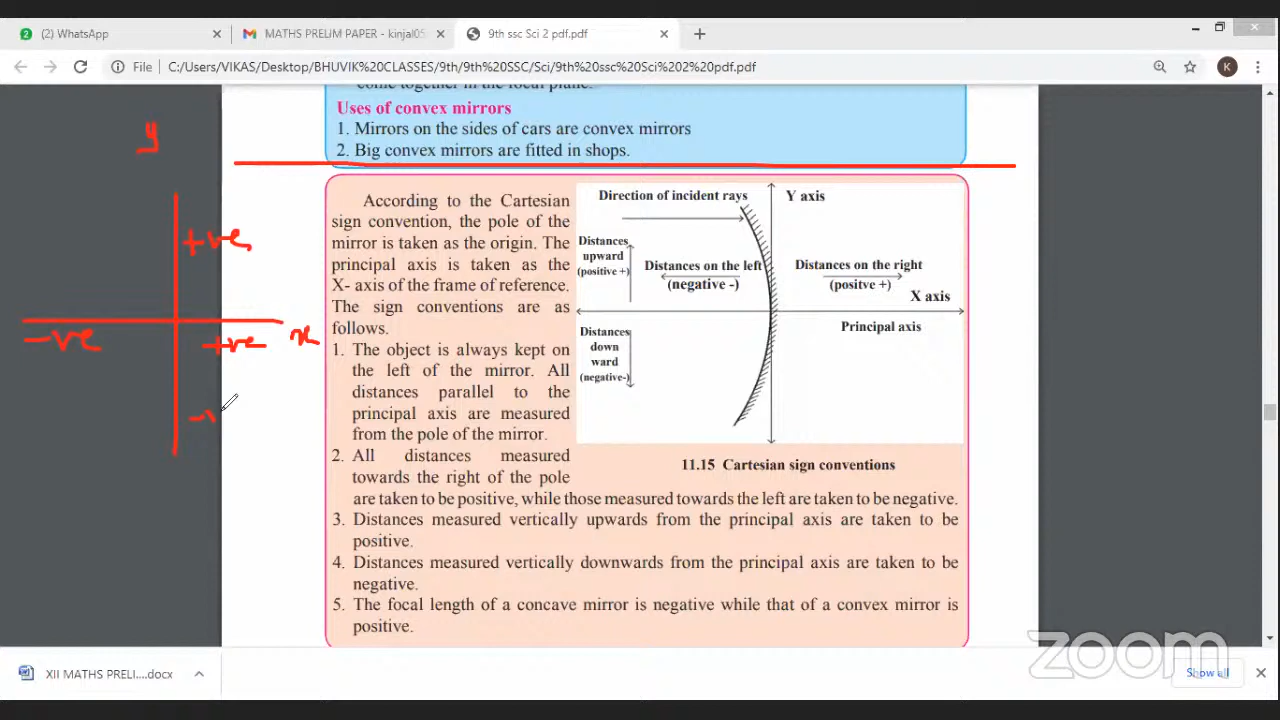 2 (2) WhatsApp × MATHS PRELIM PAPER - kinjal05 × 9th ssc Sci 2 pdf.pdf ×
File C:/Users/VIKAS/Desktop/BHUVIK%20CLASSES/9th/9th%20SSC/Sci/9th%20ssc%20Sci%202%20pdf.pdf K
come together in the focal plane.
Uses of convex mirrors
1. Mirrors on the sides of cars are convex mirrors
2. Big convex mirrors are fitted in shops.
y
+ve
-ve
+ve
x
According to the Cartesian
sign convention, the pole of the
mirror is taken as the origin. The
principal axis is taken as the
X- axis of the frame of reference.
The sign conventions are as
follows.
1. The object is always kept on
the left of the mirror. All
distances parallel to the
principal axis are measured
from the pole of the mirror.
2. All distances measured
towards the right of the pole
are taken to be positive, while those measured towards the left are taken to be negative.
3. Distances measured vertically upwards from the principal axis are taken to be
positive.
4. Distances measured vertically downwards from the principal axis are taken to be
negative.
5. The focal length of a concave mirror is negative while that of a convex mirror is
positive.
Direction of incident rays
Y axis
Distances
upward
(positive +)
Distances on the left
(negative -)
Distances on the right
(positve +)
X axis
Principal axis
Distances
down
ward
(negative-)
11.15 Cartesian sign conventions
zoom
XII MATHS PRELI....docx
Show all